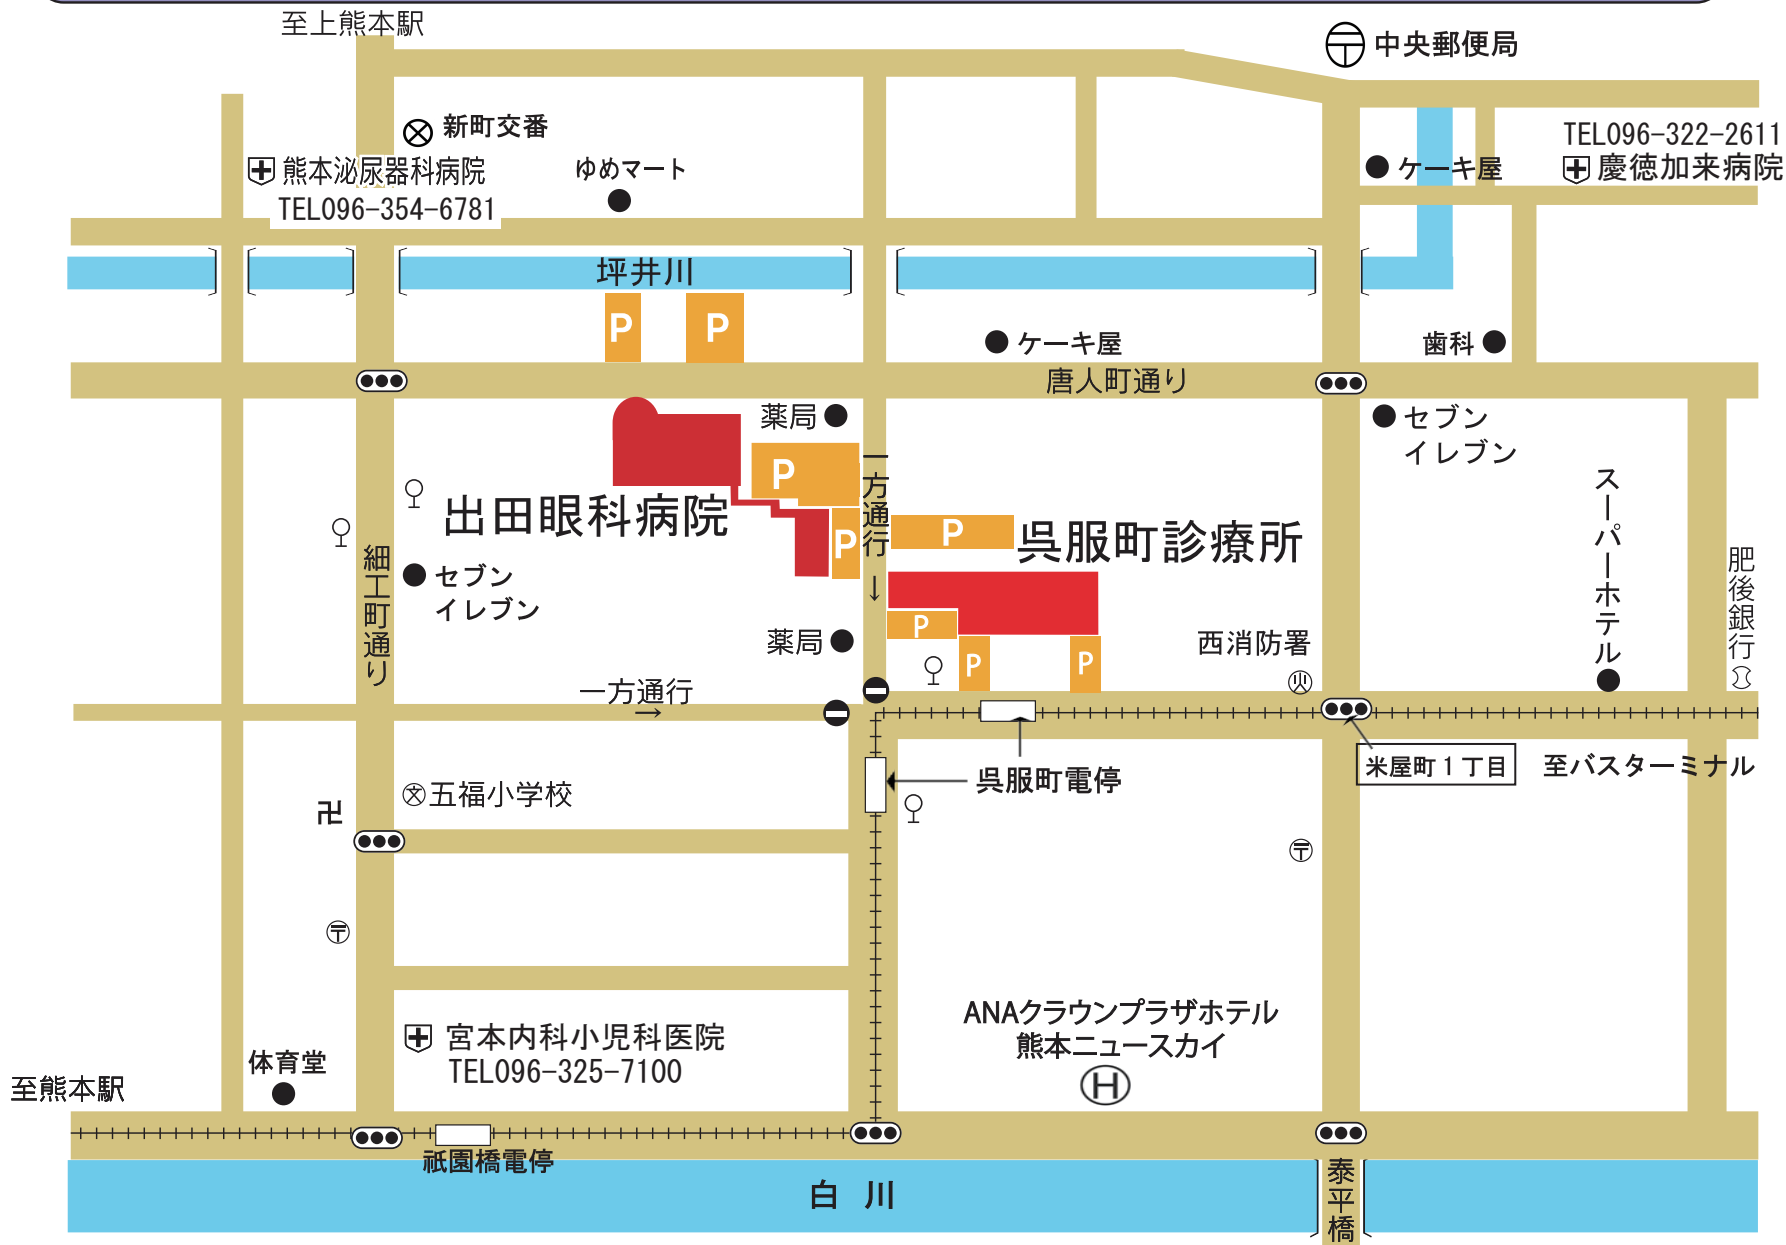 至上熊本駅
中央郵便局
新町交番
TEL096-322-2611
慶徳加来病院
熊本泌尿器科病院
TEL096-354-6781
ゆめマート
ケーキ屋
坪井川
P
P
ケーキ屋
歯科
唐人町通り
薬局
セブン
イレブン
P
一方通行
↓
出田眼科病院
P
P
呉服町診療所
スーパーホテル
肥後銀行
細工町通り
セブン
イレブン
P
P
P
薬局
西消防署
火
一方通行
→
呉服町電停
米屋町1丁目
至バスターミナル
文五福小学校
卍
〒
〒
ANAクラウンプラザホテル
熊本ニュースカイ
H
宮本内科小児科医院
TEL096-325-7100
体育堂
至熊本駅
祇園橋電停
白川
泰平橋